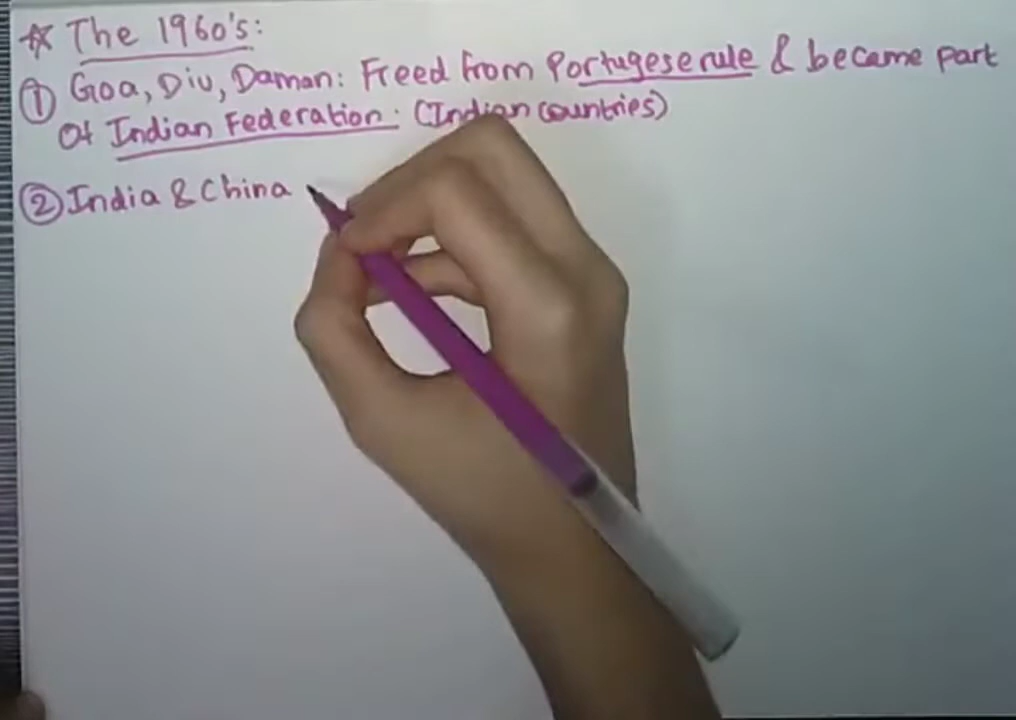 ☆ The 1960's:
① Goa, Diu, Daman: Freed from Portugese rule & became part
Of Indian Federation. (Indian countries)
② India & China